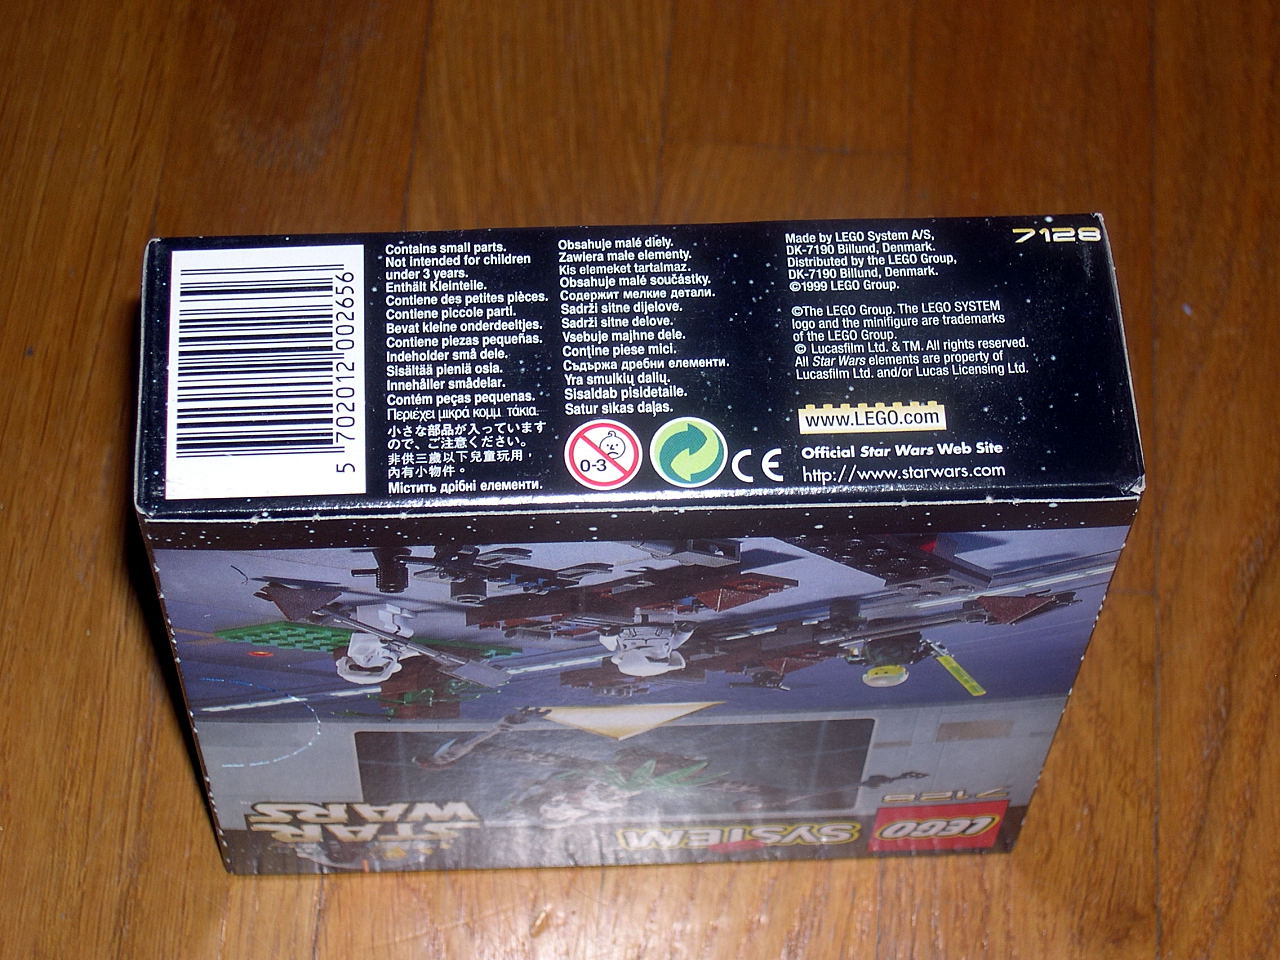 5 702012 002656
Contains small parts.
Not intended for children
under 3 years.
Enthält Kleinteile.
Contiene des petites pièces.
Contiene piccole parti.
Bevat kleine onderdeeltjes.
Contiene piezas pequeñas.
Indeholder små dele.
Sisältää pieniä osia.
Innehåller smådelar.
Contém peças pequenas.
Περιέχει μικρά κομμ τάκια.
小さな部品が入っています
ので、ご注意ください。
非供三歲以下兒童玩用，
內有小物件。
Містить дрібні елементи.
Obsahuje malé díely.
Zawiera małe elementy.
Kis elemeket tartalmaz.
Obsahuje malé součástky.
Содержит мелкие детали.
Sadrži sitne dijelove.
Sadrži sitne delove.
Vsebuje majhne dele.
Conţine piese mici.
Съдържа дребни елементи.
Yra smulkių dalių.
Sisaldab pisidetaile.
Satur sīkas daļas.
0-3
CE
Made by LEGO System A/S,
DK-7190 Billund, Denmark.
Distributed by the LEGO Group,
DK-7190 Billund, Denmark.
©1999 LEGO Group.
©The LEGO Group. The LEGO SYSTEM
logo and the minifigure are trademarks
of the LEGO Group.
© Lucasfilm Ltd. & TM. All rights reserved.
All Star Wars elements are property of
Lucasfilm Ltd. and/or Lucas Licensing Ltd.
www.LEGO.com
Official Star Wars Web Site
http://www.starwars.com
7128
7128
LEGO
SYSTEM
STAR
WARS